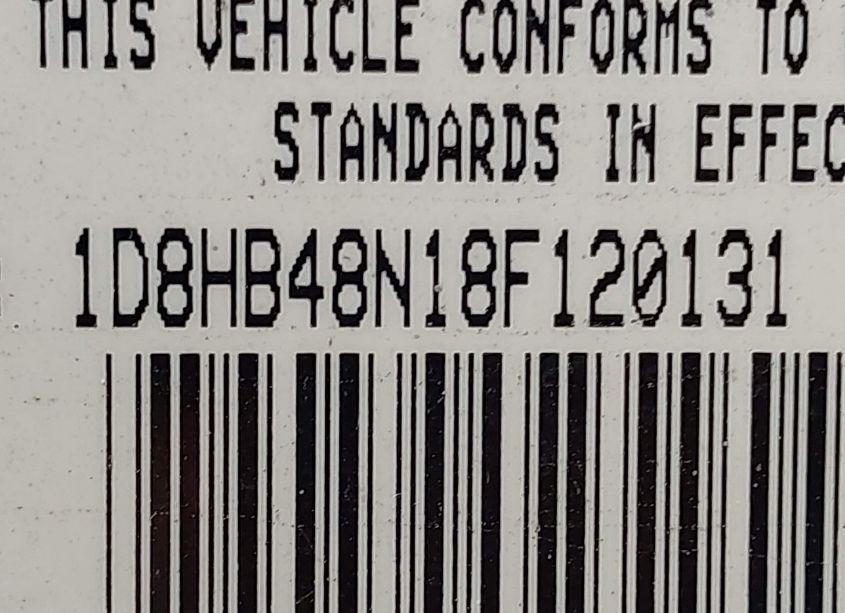 THIS VEHICLE CONFORMS TO
STANDARDS IN EFFEC
1D8HB48N18F120131